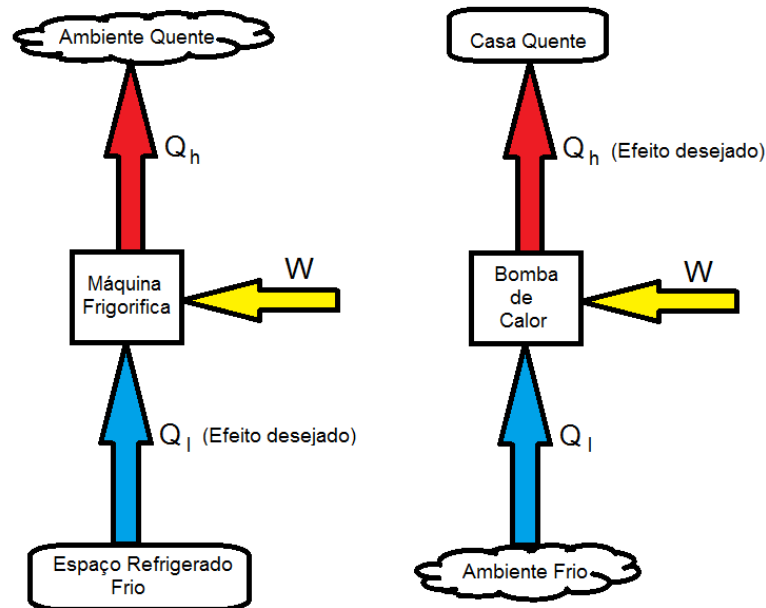 Ambiente Quente
Q h
Máquina
Frigorifica
W
Q l (Efeito desejado)
Espaço Refrigerado
Frio
Casa Quente
Q h (Efeito desejado)
Bomba
de
Calor
W
Q l
Ambiente Frio